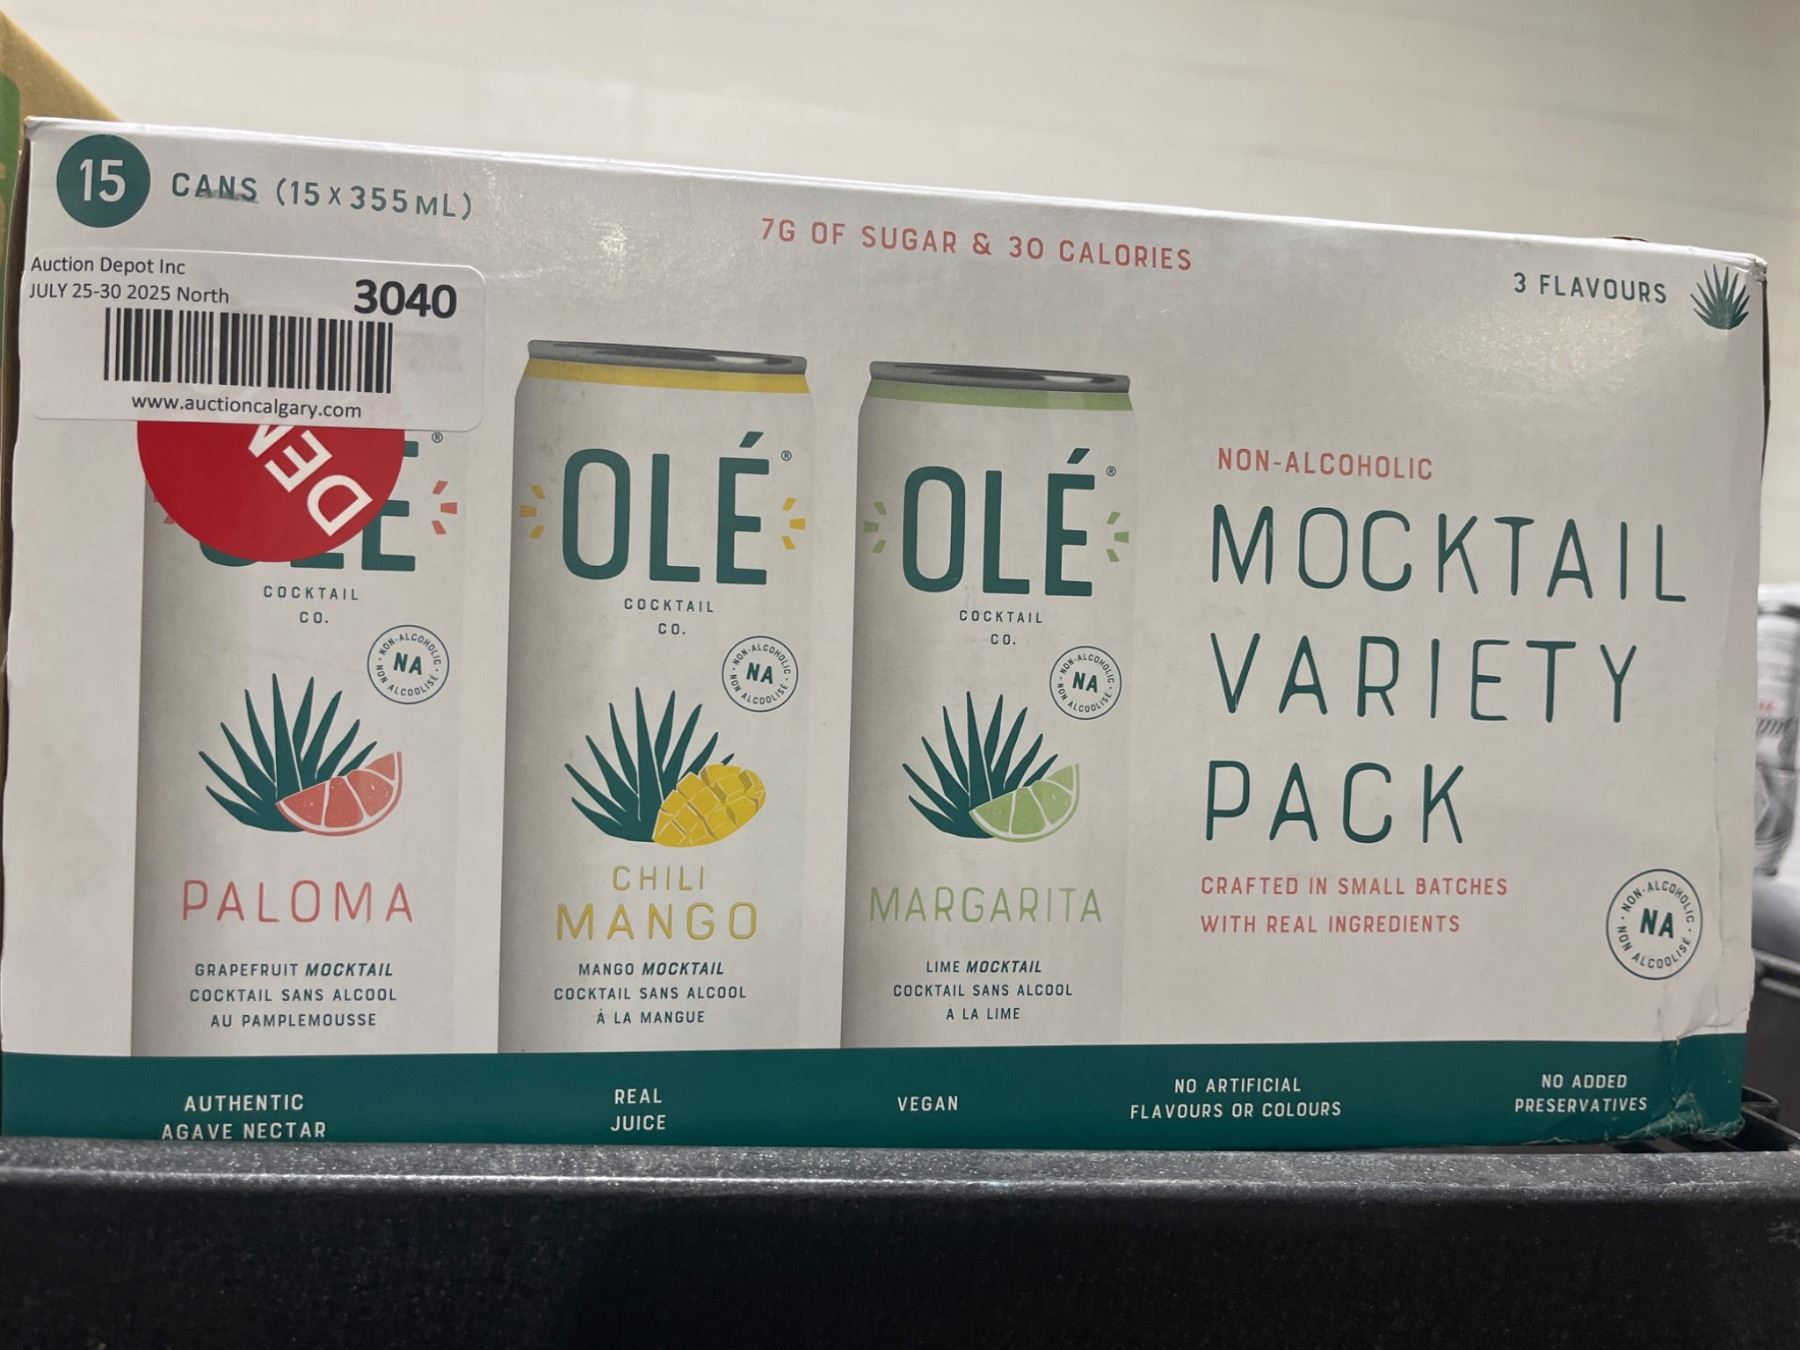 15 CANS (15 x 355 mL)
7G OF SUGAR & 30 CALORIES
3 FLAVOURS
Auction Depot Inc
JULY 25-30 2025 North
3040
www.auctioncalgary.com
OLÉ®
COCKTAIL
CO.
NON-ALCOHOLIC
NA
NON ALCOOLISÉ
PALOMA
GRAPEFRUIT MOCKTAIL
COCKTAIL SANS ALCOOL
AU PAMPLEMOUSSE
OLÉ®
COCKTAIL
CO.
NON-ALCOHOLIC
NA
NON ALCOOLISÉ
CHILI
MANGO
MANGO MOCKTAIL
COCKTAIL SANS ALCOOL
À LA MANGUE
OLÉ®
COCKTAIL
CO.
NON-ALCOHOLIC
NA
NON ALCOOLISÉ
MARGARITA
LIME MOCKTAIL
COCKTAIL SANS ALCOOL
À LA LIME
NON-ALCOHOLIC
MOCKTAIL
VARIETY
PACK
CRAFTED IN SMALL BATCHES
WITH REAL INGREDIENTS
NON-ALCOHOLIC
NA
NON ALCOOLISÉ
AUTHENTIC
AGAVE NECTAR
REAL
JUICE
VEGAN
NO ARTIFICIAL
FLAVOURS OR COLOURS
NO ADDED
PRESERVATIVES